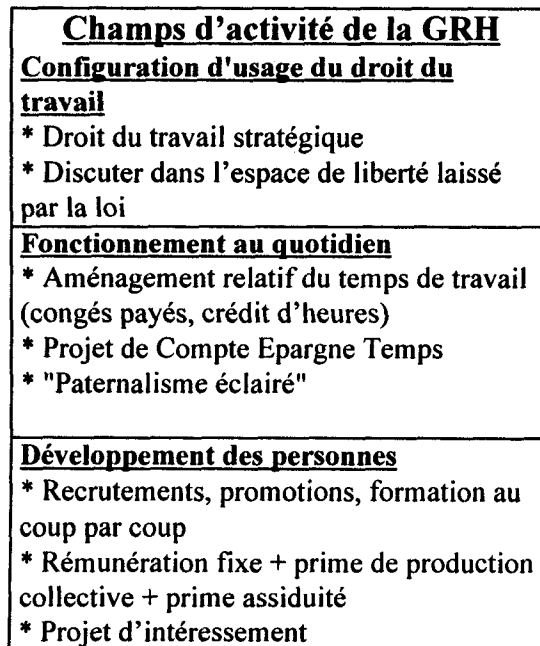 Champs d'activité de la GRH
Configuration d'usage du droit du
travail
* Droit du travail stratégique
* Discuter dans l'espace de liberté laissé
par la loi
Fonctionnement au quotidien
* Aménagement relatif du temps de travail
(congés payés, crédit d'heures)
* Projet de Compte Epargne Temps
* "Paternalisme éclairé"
Développement des personnes
* Recrutements, promotions, formation au
coup par coup
* Rémunération fixe + prime de production
collective + prime assiduité
* Projet d'intéressement